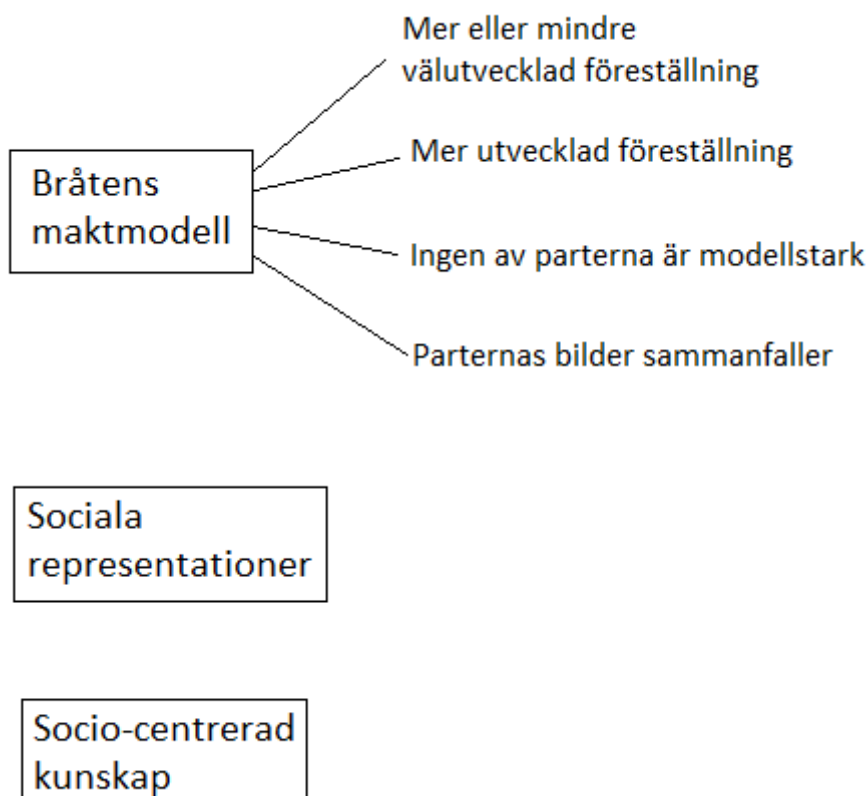 Mer eller mindre
välutvecklad föreställning
Bråtens
maktmodell
Mer utvecklad föreställning
Ingen av parterna är modellstark
Parternas bilder sammanfaller
Sociala
representationer
Socio-centrerad
kunskap